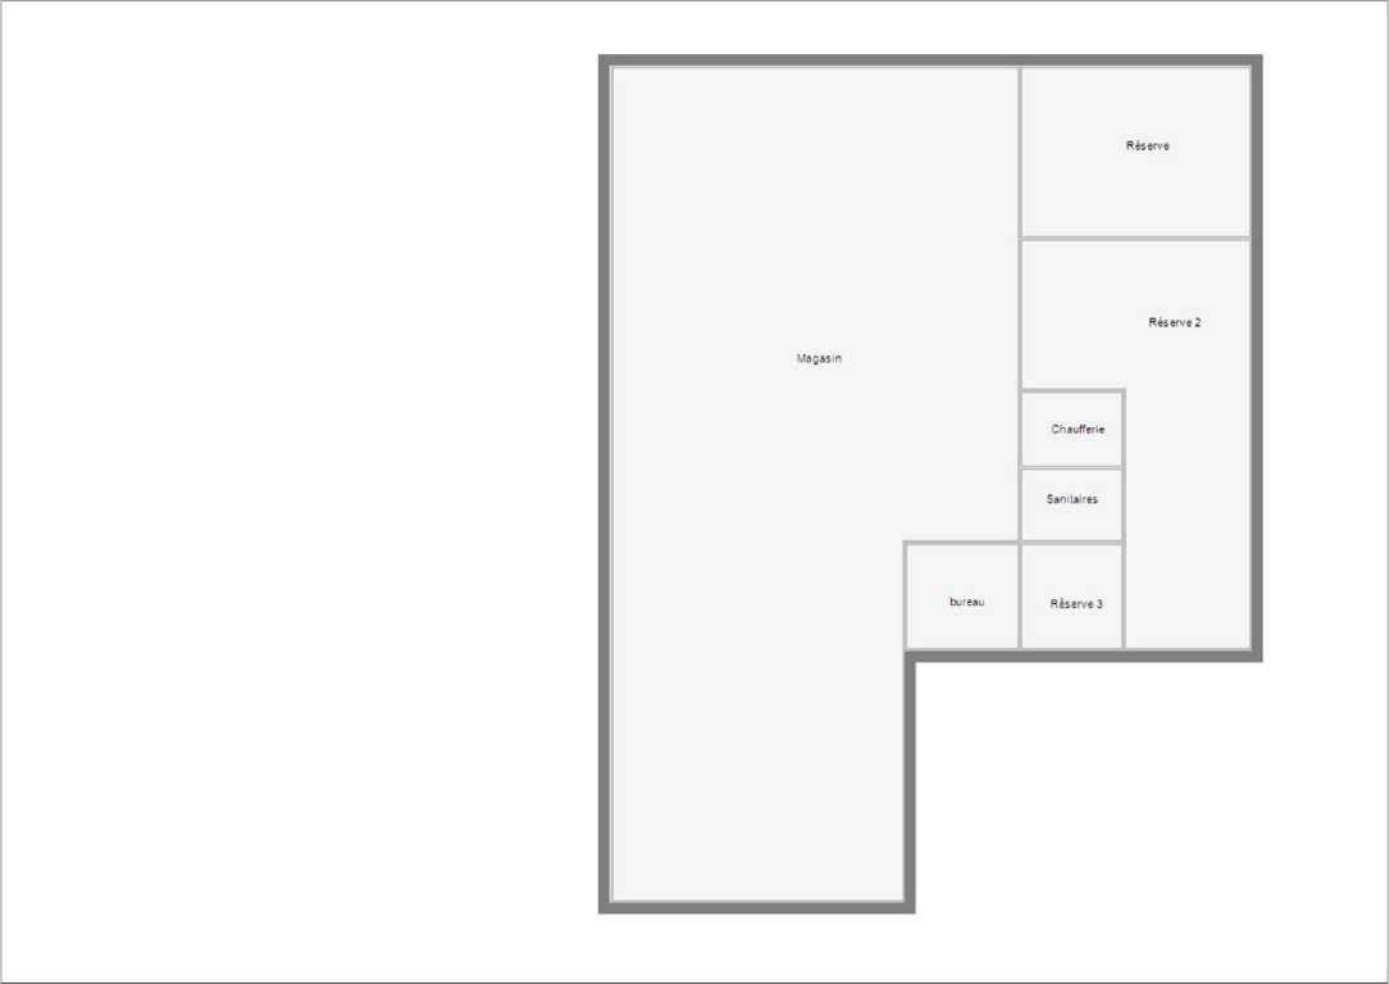 Réserve
Réserve 2
Magasin
Chaufferie
Sanitaires
bureau
Réserve 3